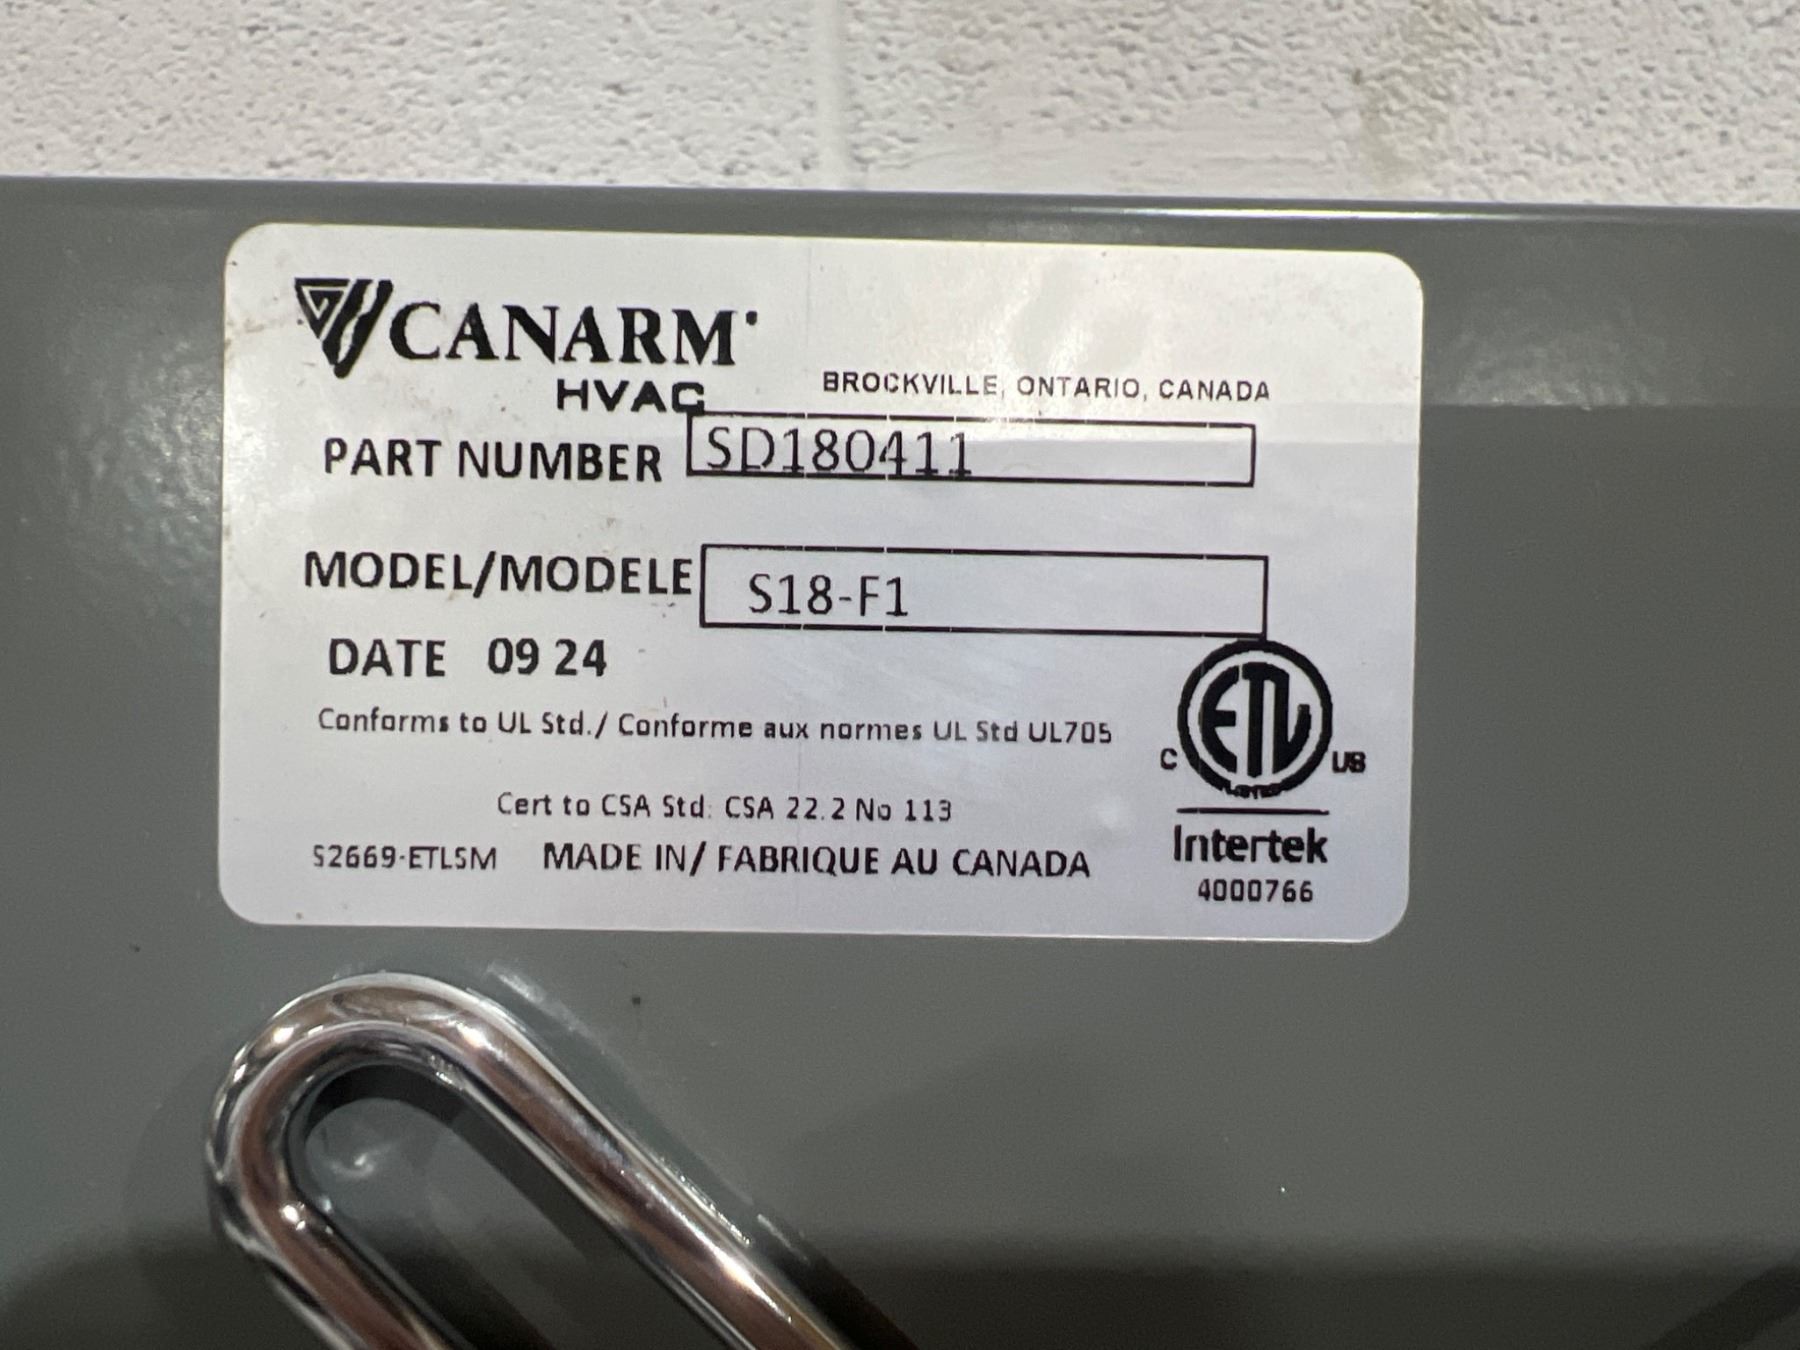 CANARM
HVAC
BROCKVILLE, ONTARIO, CANADA
PART NUMBER SD180411
MODEL/MODELE S18-F1
DATE 09 24
Conforms to UL Std./ Conforme aux normes UL Std UL705
Cert to CSA Std: CSA 22.2 No 113
S2669-ETLSM MADE IN/ FABRIQUE AU CANADA
ETL
C US
Intertek
4000766